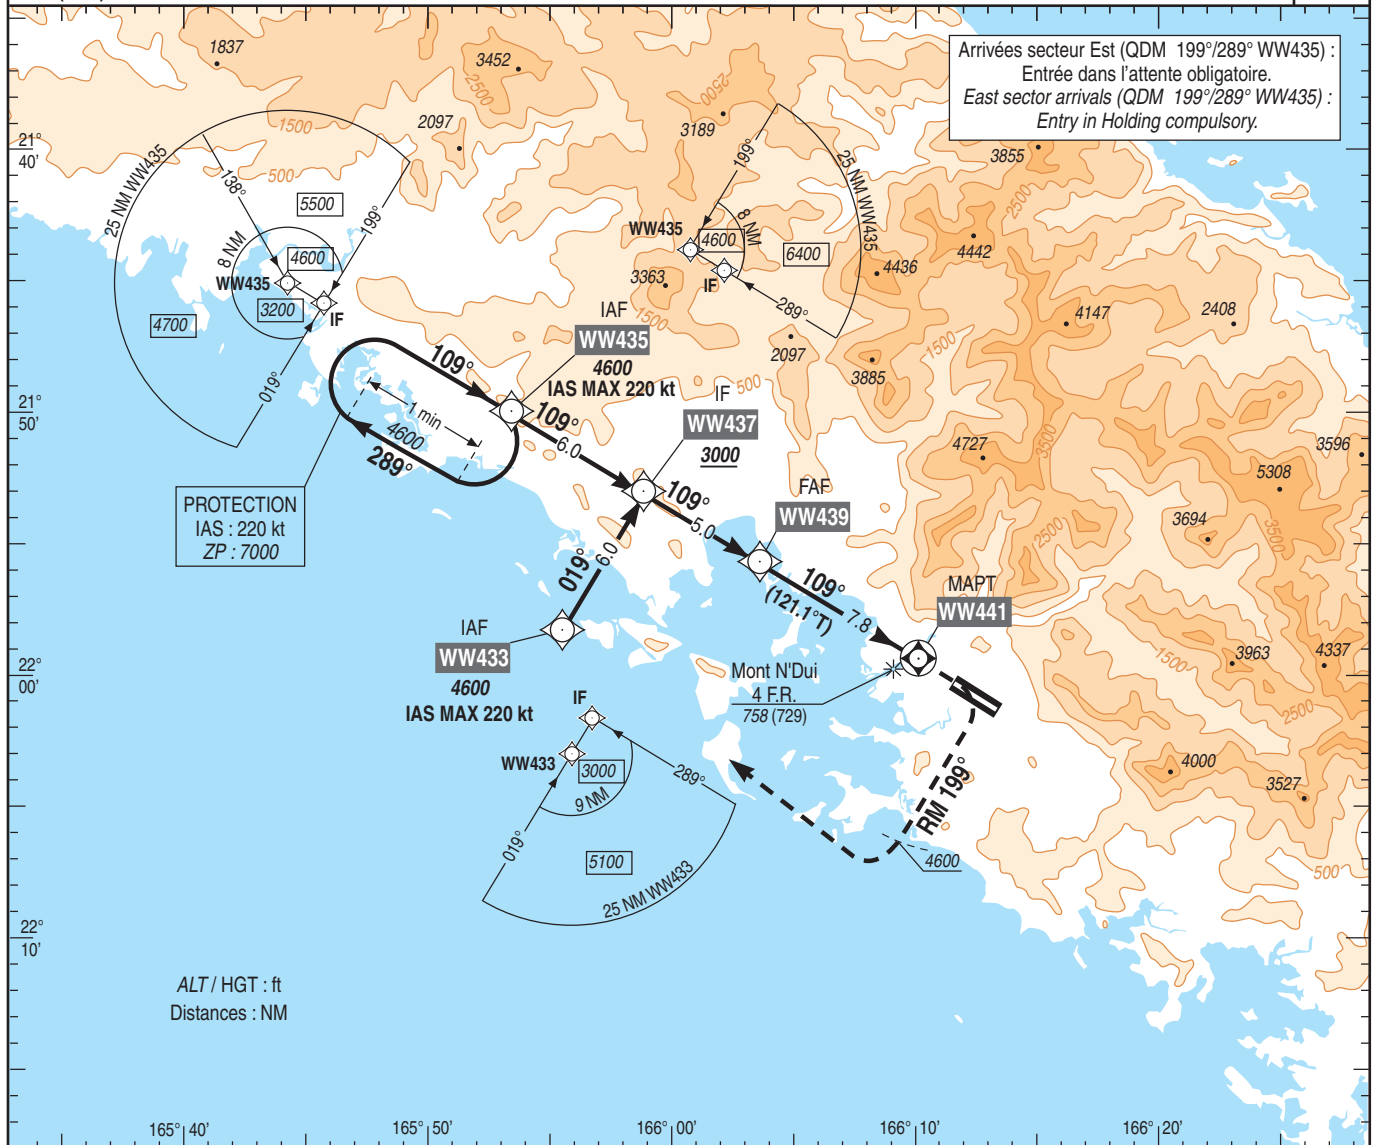 Arrivées secteur Est (QDM 199°/289° WW435) :
Entrée dans l'attente obligatoire.
East sector arrivals (QDM 199°/289° WW435) :
Entry in Holding compulsory.
1837
3452
2500
2097
1500
500
2500
3189
3855
2500
21°
40'
25 NM WW435
138°
5500
199°
8 NM
4600
WW435
3200
IF
4700
019°
199°
25 NM WW435
8 NM
WW435
4600
6400
IF
289°
3363
1500
2097
4436
4442
4147
2408
1500
3885
500
IAF
WW435
4600
IAS MAX 220 kt
109°
1 min
4600
289°
21°
50'
109°
6.0
IF
WW437
3000
109°
5.0
4727
3500
3596
5308
3694
3500
2500
PROTECTION
IAS : 220 kt
ZP : 7000
FAF
WW439
109°
(121.1°T)
7.8
MAPT
WW441
019°
6.0
IAF
WW433
4600
IAS MAX 220 kt
22°
00'
Mont N'Dui
4 F.R.
758 (729)
1500
3963
4337
2500
4000
3527
IF
WW433
3000
9 NM
289°
019°
5100
25 NM WW433
RM 199°
4600
500
22°
10'
ALT / HGT : ft
Distances : NM
165° 40'
165° 50'
166° 00'
166° 10'
166° 20'